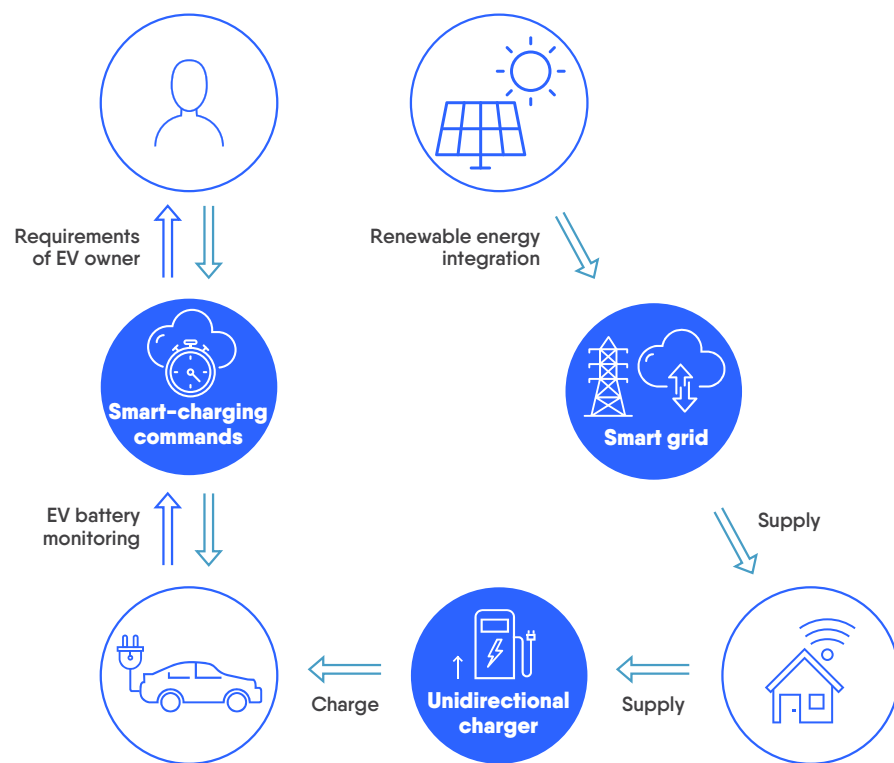 Requirements
of EV owner
Renewable energy
integration
Smart-charging
commands
Smart grid
EV battery
monitoring
Supply
Charge
Unidirectional
charger
Supply